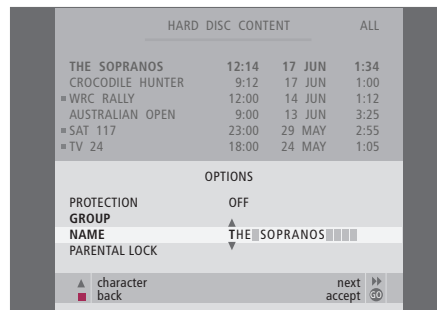 HARD DISC CONTENT ALL
THE SOPRANOS 12:14 17 JUN 1:34
CROCODILE HUNTER 9:12 17 JUN 1:00
WRC RALLY 12:00 14 JUN 1:12
AUSTRALIAN OPEN 9:00 13 JUN 3:25
SAT 117 23:00 29 MAY 2:55
TV 24 18:00 24 MAY 1:05
OPTIONS
PROTECTION OFF
GROUP
NAME THE SOPRANOS
PARENTAL LOCK
character next
back accept GO